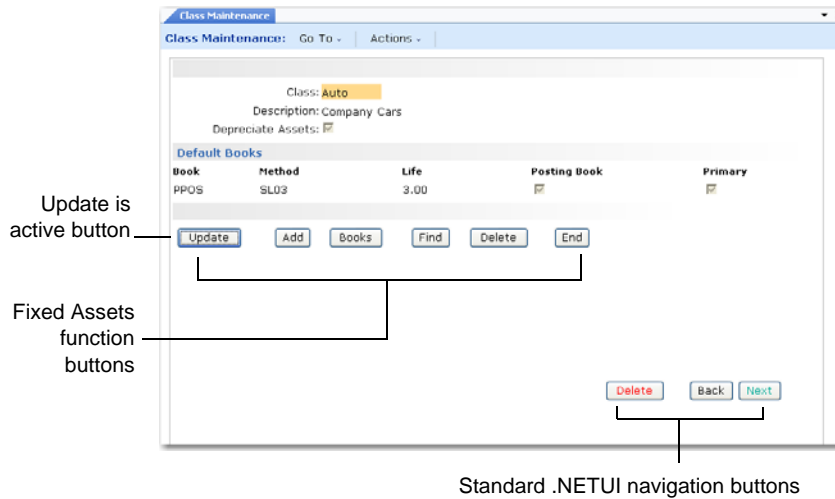 Class Maintenance
Class Maintenance: Go To Actions
Class: Auto
Description: Company Cars
Depreciate Assets:
Default Books
Book Method Life Posting Book Primary
PPOS SL03 3.00
Update is
active button
Update Add Books Find Delete End
Fixed Assets
function
buttons
Delete Back Next
Standard .NETUI navigation buttons